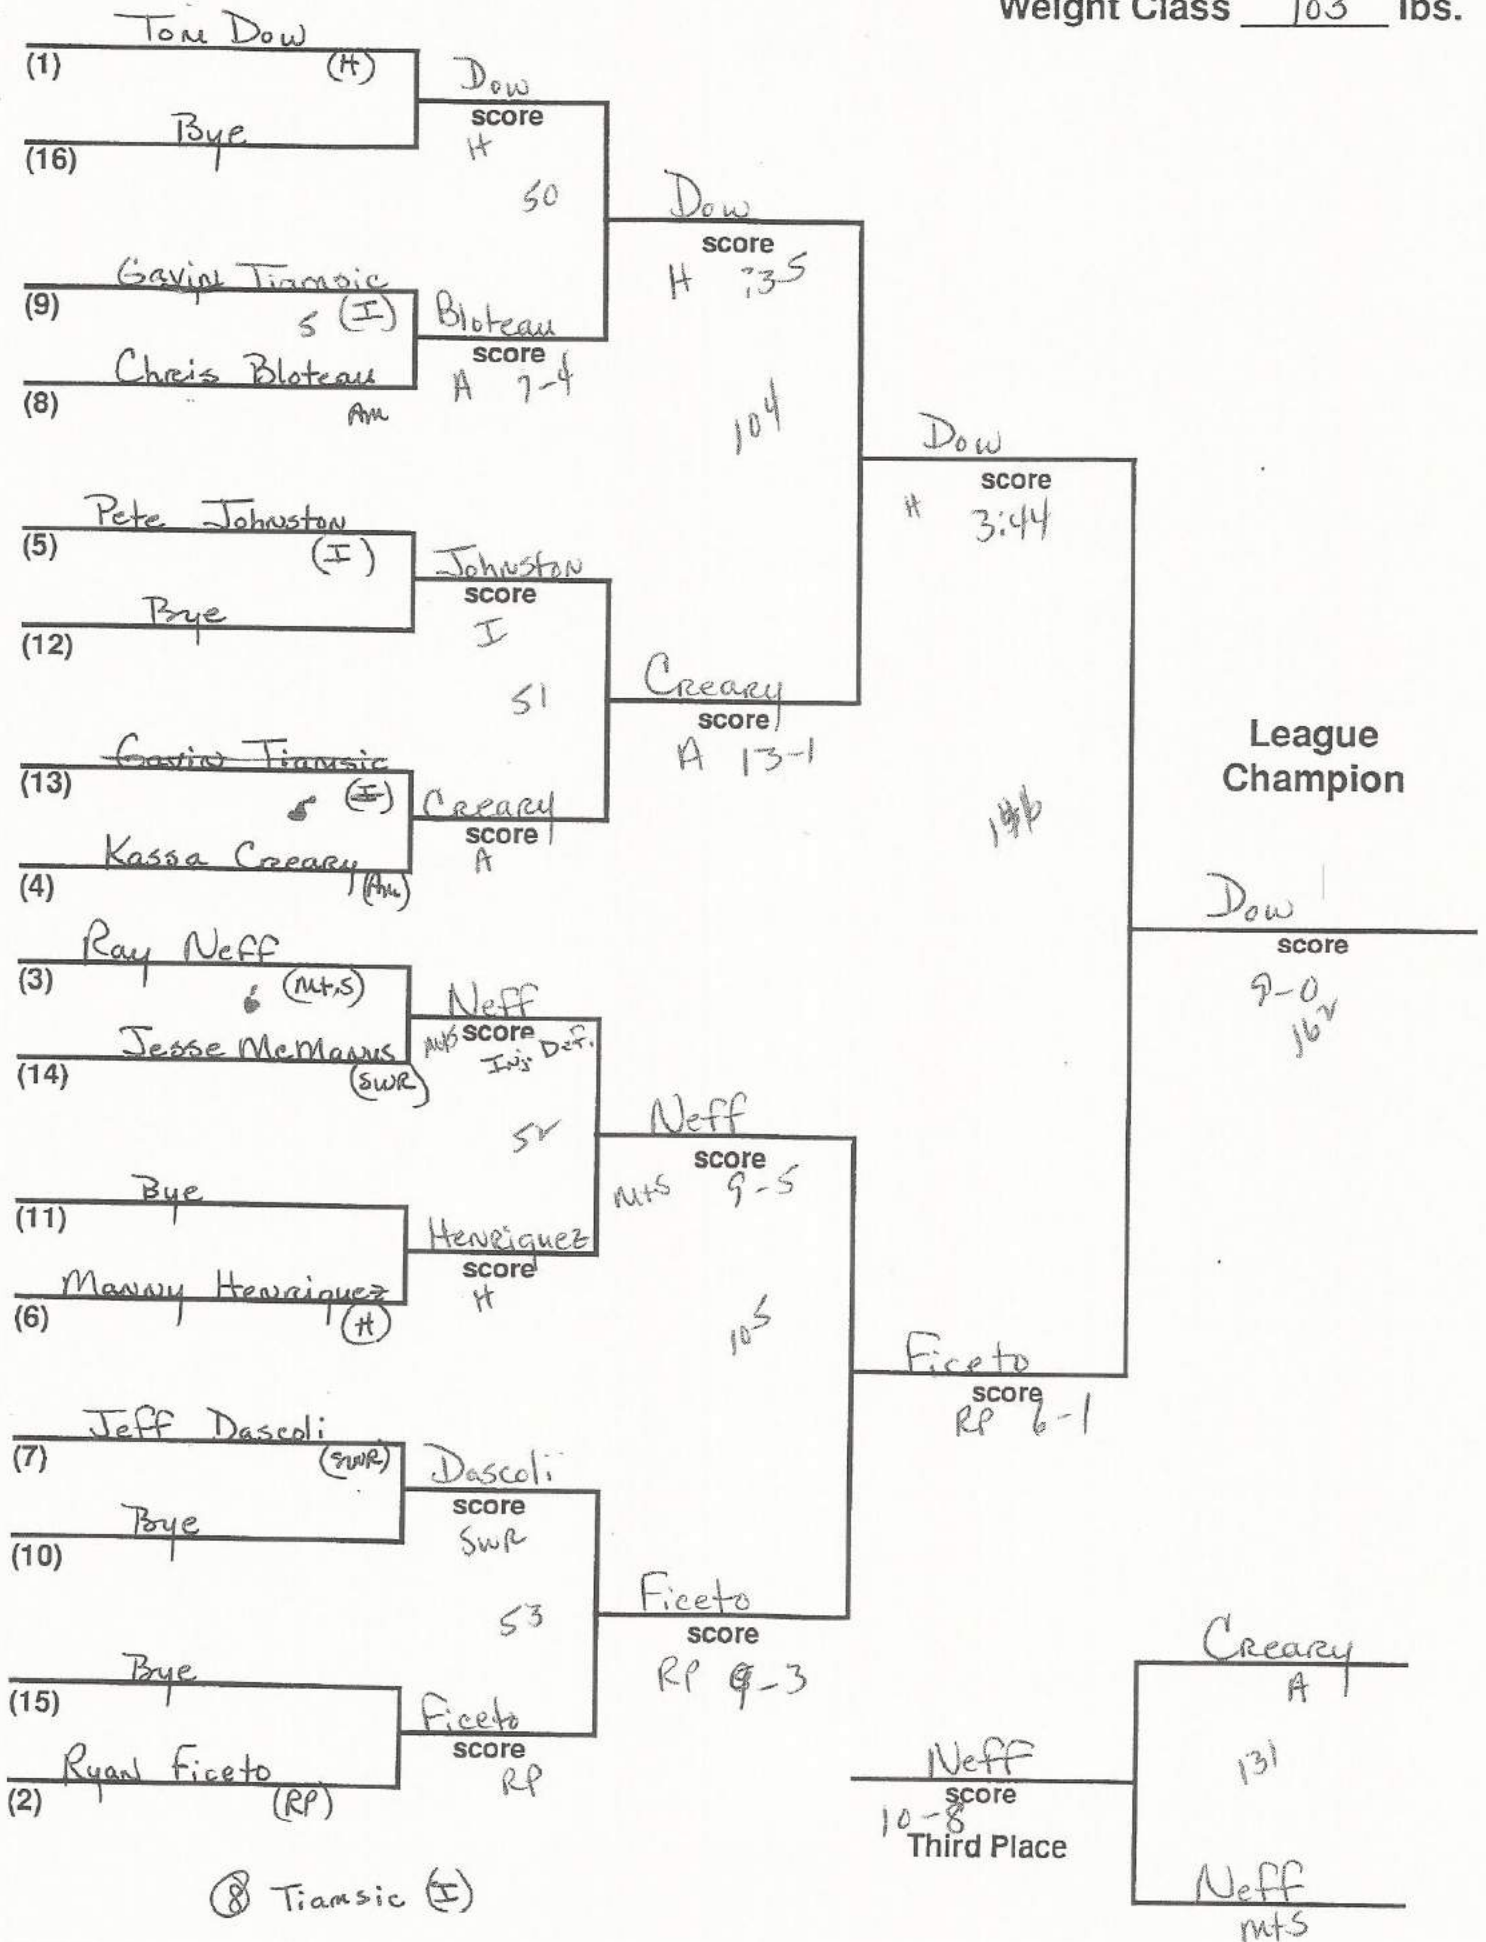 Weight Class 103 lbs.
Tom Dow
(1) (H)
Dow
score
H
Bye
(16)
50
Dow
score
H :35
Gavin Tiamsic
(9) 5 (I)
Bloteau
score
A 7-4
Chris Bloteau
(8) Am
104
Dow
score
H 3:44
Pete Johnston
(5) (I)
Johnston
score
I
Bye
(12)
51
Creary
score
A 13-1
Gavin Tiamsic
(13) (I)
Creary
score
A
Kassa Creary
(4) (Am)
League
Champion
Dow
score
9-0
162
Ray Neff
(3) (Mt,S)
Neff
score
MtS Inj. Def.
Jesse McManus
(14) (SWR)
52
Neff
score
MtS 9-5
Bye
(11)
Henriquez
score
H
Manny Henriquez
(6) (H)
105
Ficeto
score
RP 6-1
Jeff Dascoli
(7) (SWR)
Dascoli
score
SWR
Bye
(10)
53
Ficeto
score
RP 9-3
Bye
(15)
Ficeto
score
RP
Ryan Ficeto
(2) (RP)
Creary
A
131
Neff
score
10-8
Third Place
Neff
MtS
(8) Tiamsic (I)